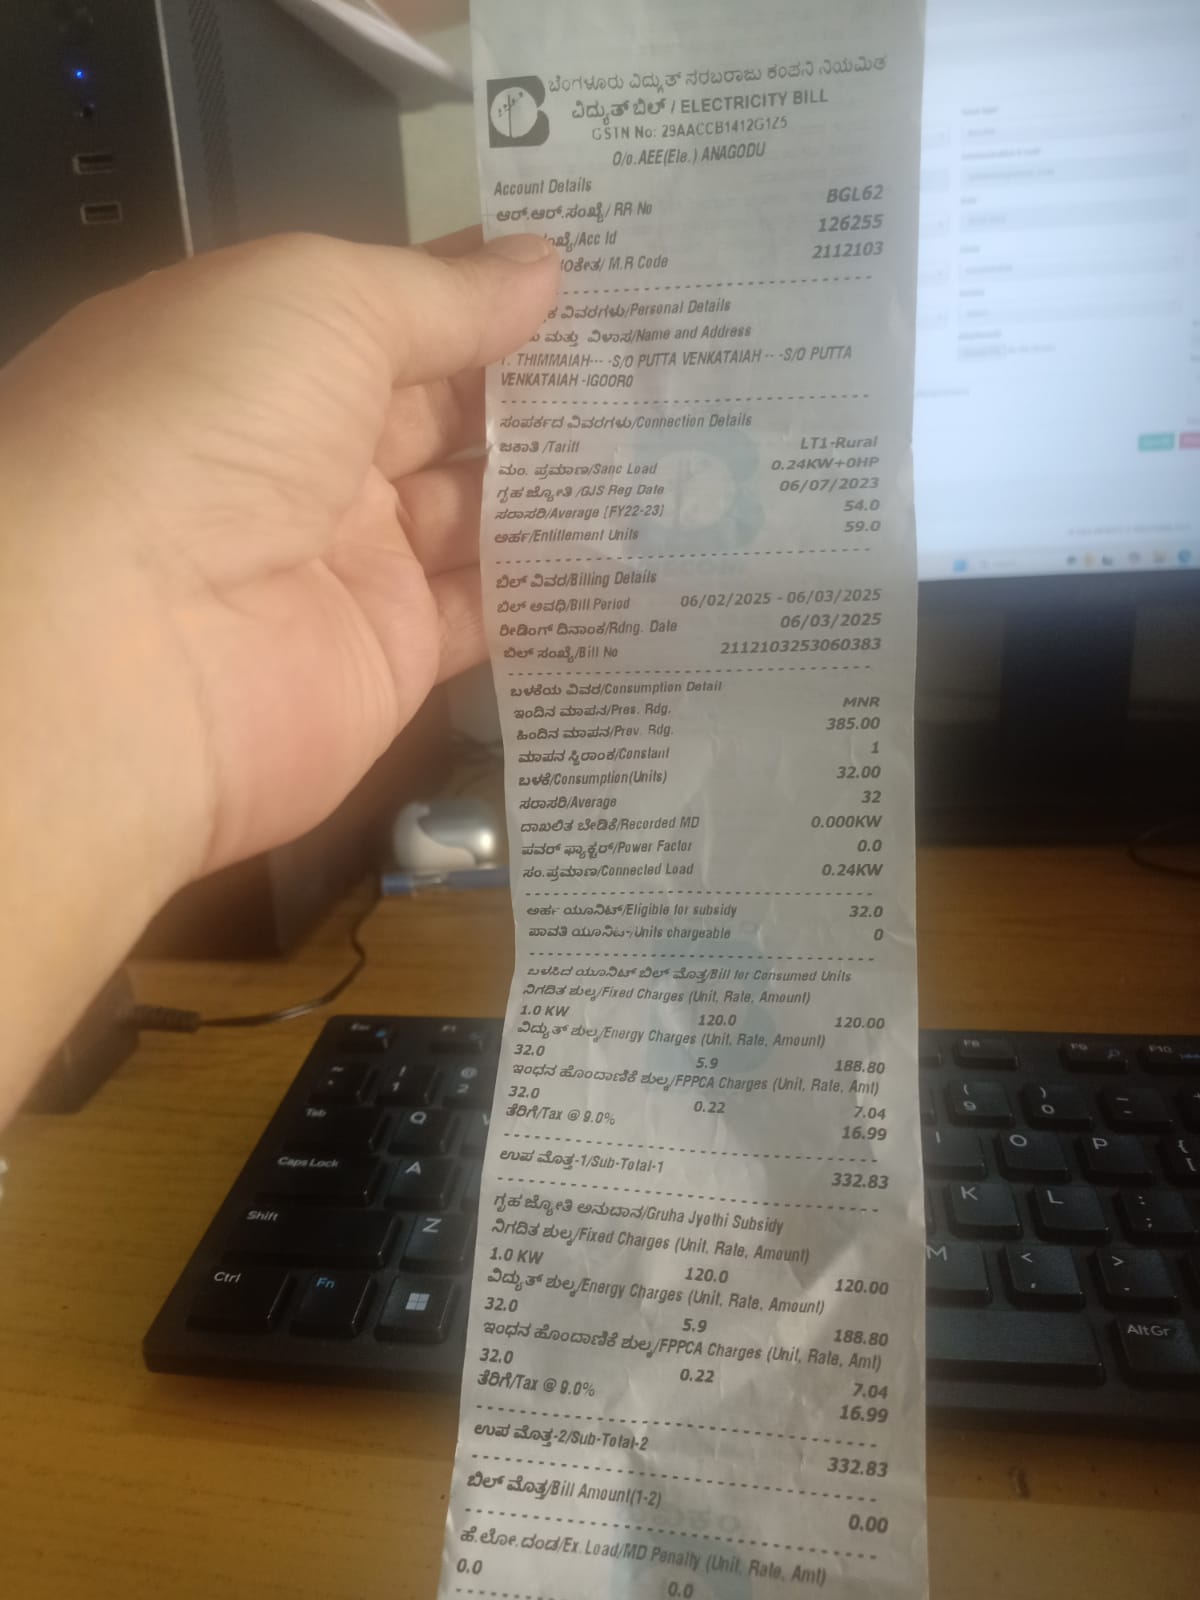 ಬೆಂಗಳೂರು ವಿದ್ಯುತ್ ಸರಬರಾಜು ಕಂಪನಿ ನಿಯಮಿತ
ವಿದ್ಯುತ್ ಬಿಲ್ / ELECTRICITY BILL
GSTN No: 29AACCB1412G1Z5
O/o.AEE(Ele.) ANAGODU
Account Details
ಆರ್.ಆರ್.ಸಂಖ್ಯೆ/ RR No BGL62
/Acc Id 126255
/ M.R Code 2112103
ವಿವರಗಳು/Personal Details
ಮತ್ತು ವಿಳಾಸ/Name and Address
THIMMAIAH--- -S/O PUTTA VENKATAIAH -- -S/O PUTTA
VENKATAIAH -IGOORO
ಸಂಪರ್ಕದ ವಿವರಗಳು/Connection Details
ಜಕಾತಿ /Tariff LT1-Rural
ಮಂ. ಪ್ರಮಾಣ/Sanc Load 0.24KW+0HP
ಗೃಹ ಜ್ಯೋತಿ /GJS Reg Date 06/07/2023
ಸರಾಸರಿ/Average [FY22-23] 54.0
ಅರ್ಹ/Entitlement Units 59.0
ಬಿಲ್ ವಿವರ/Billing Details
ಬಿಲ್ ಅವಧಿ/Bill Period 06/02/2025 - 06/03/2025
ರೀಡಿಂಗ್ ದಿನಾಂಕ/Rdng. Date 06/03/2025
ಬಿಲ್ ಸಂಖ್ಯೆ/Bill No 2112103253060383
ಬಳಕೆಯ ವಿವರ/Consumption Detail
ಇಂದಿನ ಮಾಪನ/Pres. Rdg. MNR
ಹಿಂದಿನ ಮಾಪನ/Prev. Rdg. 385.00
ಮಾಪನ ಸ್ಥಿರಾಂಕ/Constant 1
ಬಳಕೆ/Consumption(Units) 32.00
ಸರಾಸರಿ/Average 32
ದಾಖಲಿತ ಬೇಡಿಕೆ/Recorded MD 0.000KW
ಪವರ್ ಫ್ಯಾಕ್ಟರ್/Power Factor 0.0
ಸಂ.ಪ್ರಮಾಣ/Connected Load 0.24KW
ಅರ್ಹ ಯೂನಿಟ್/Eligible for subsidy 32.0
ಪಾವತಿ ಯೂನಿಟ್/Units chargeable 0
ಬಳಸಿದ ಯೂನಿಟ್ ಬಿಲ್ ಮೊತ್ತ/Bill for Consumed Units
ನಿಗದಿತ ಶುಲ್ಕ/Fixed Charges (Unit, Rate, Amount)
1.0 KW 120.0 120.00
ವಿದ್ಯುತ್ ಶುಲ್ಕ/Energy Charges (Unit, Rate, Amount)
32.0 5.9 188.80
ಇಂಧನ ಹೊಂದಾಣಿಕೆ ಶುಲ್ಕ/FPPCA Charges (Unit, Rate, Amt)
32.0 0.22 7.04
ತೆರಿಗೆ/Tax @ 9.0% 16.99
ಉಪ ಮೊತ್ತ-1/Sub-Total-1 332.83
ಗೃಹ ಜ್ಯೋತಿ ಅನುದಾನ/Gruha Jyothi Subsidy
ನಿಗದಿತ ಶುಲ್ಕ/Fixed Charges (Unit, Rate, Amount)
1.0 KW 120.0 120.00
ವಿದ್ಯುತ್ ಶುಲ್ಕ/Energy Charges (Unit, Rate, Amount)
32.0 5.9 188.80
ಇಂಧನ ಹೊಂದಾಣಿಕೆ ಶುಲ್ಕ/FPPCA Charges (Unit, Rate, Amt)
32.0 0.22 7.04
ತೆರಿಗೆ/Tax @ 9.0% 16.99
ಉಪ ಮೊತ್ತ-2/Sub-Total-2 332.83
ಬಿಲ್ ಮೊತ್ತ/Bill Amount(1-2) 0.00
ಹೆ.ಲೋ.ದಂಡ/Ex. Load/MD Penalty (Unit, Rate, Amt)
0.0 0.0
Esc F1 F8 F9 F10
Tab Q O P
Caps Lock A K L
Shift Z M
Ctrl Fn AltGr